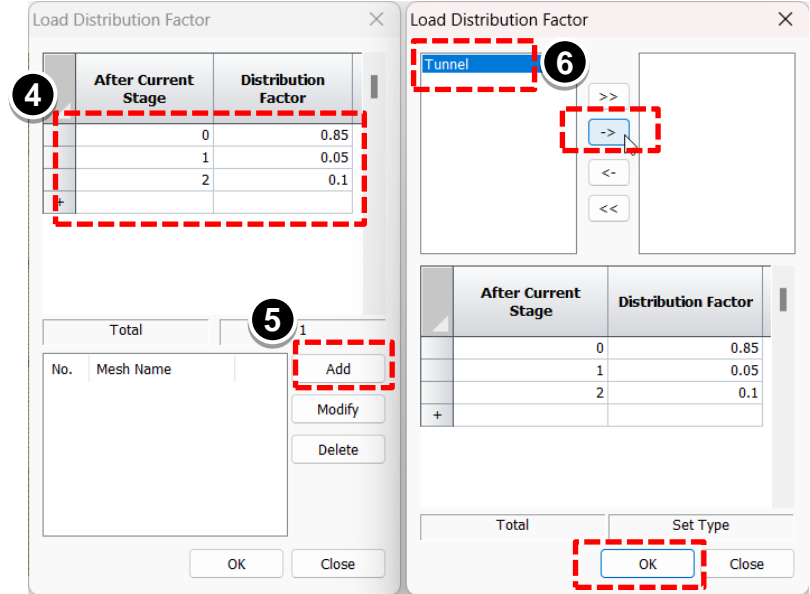 Load Distribution Factor
4
After Current Stage
Distribution Factor
0 0.85
1 0.05
2 0.1
+
Total 1
5
No. Mesh Name
Add
Modify
Delete
OK Close
Load Distribution Factor
Tunnel
6
>>
->
<-
<<
After Current Stage
Distribution Factor
0 0.85
1 0.05
2 0.1
+
Total Set Type
OK Close